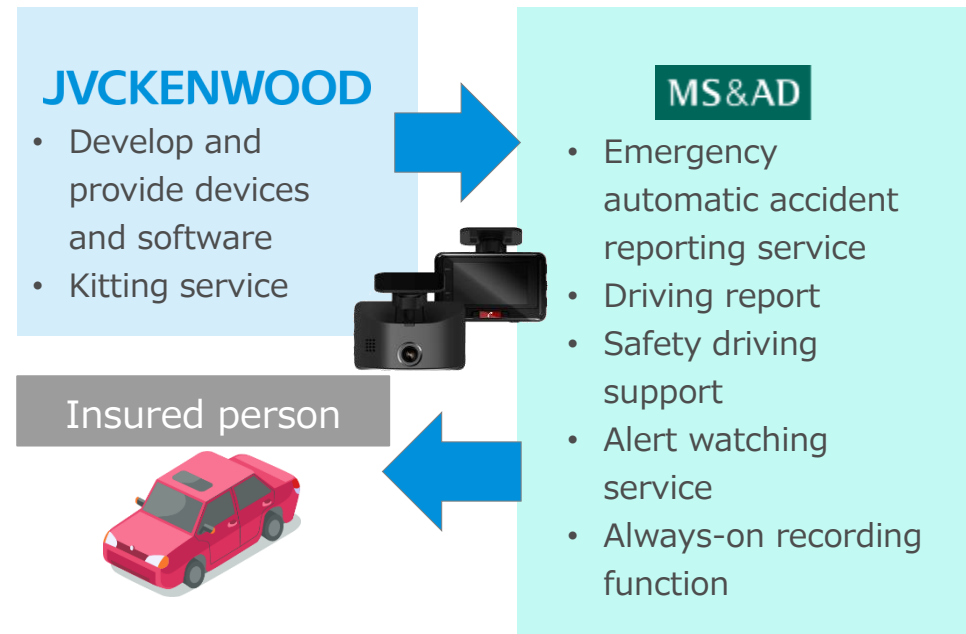 JVCKENWOOD
• Develop and
provide devices
and software
• Kitting service
MS&AD
• Emergency
automatic accident
reporting service
• Driving report
• Safety driving
support
• Alert watching
service
• Always-on recording
function
Insured person